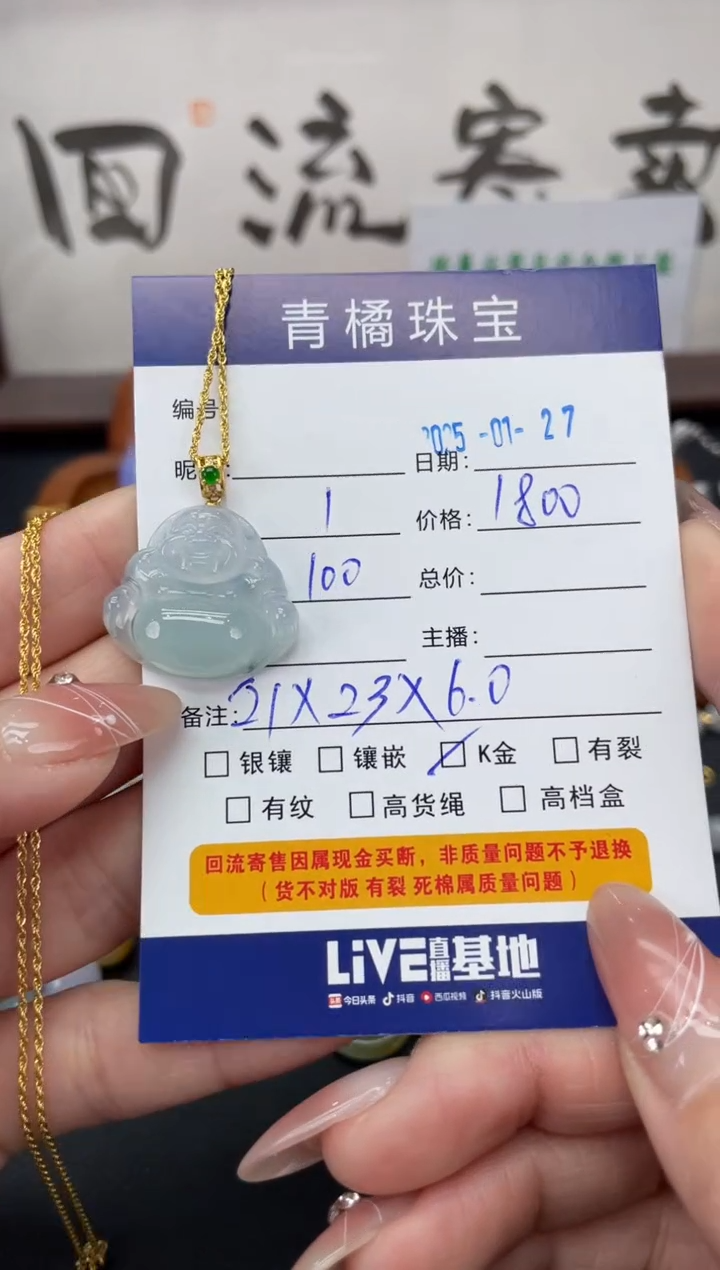 回流寄卖
青橘珠宝
编号
昵 :
日期: 2025-01-27
1
价格: 1800
100
总价:
主播:
备注: 21X23X6.0
银镶 镶嵌 K金 有裂
有纹 高货绳 高档盒
回流寄售因属现金买断,非质量问题不予退换
(货不对版 有裂 死棉属质量问题)
LIVE直播基地
头条 今日头条 抖音 西瓜视频 抖音火山版